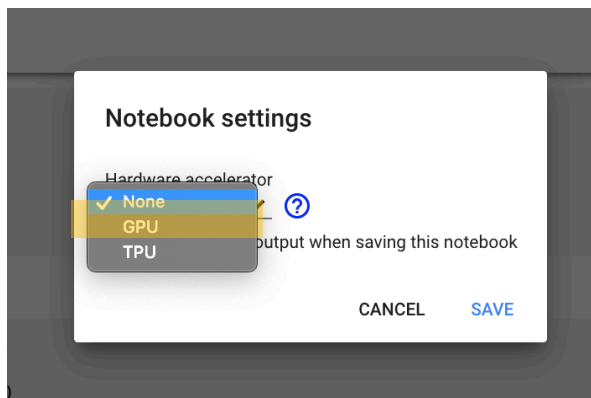 Notebook settings
Hardware accelerator
None
GPU
TPU
output when saving this notebook
CANCEL
SAVE